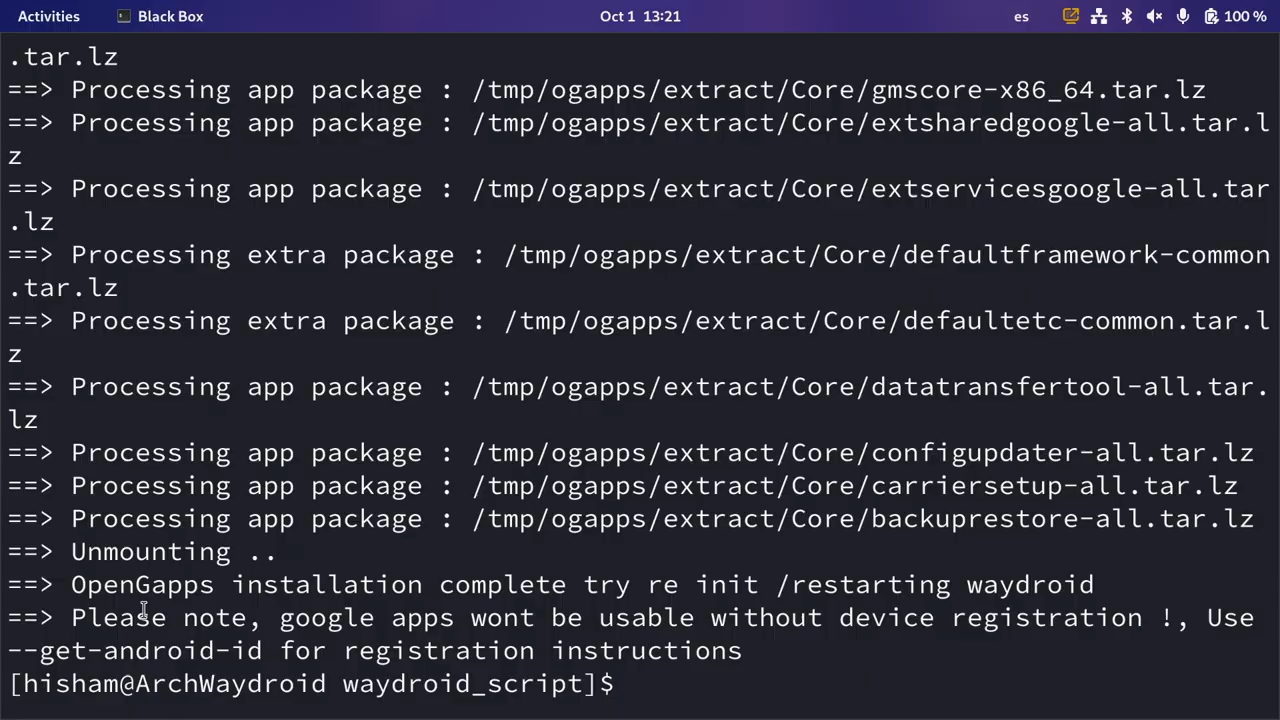 Activities Black Box Oct 1 13:21 es 100 %
.tar.lz
==> Processing app package : /tmp/ogapps/extract/Core/gmscore-x86_64.tar.lz
==> Processing app package : /tmp/ogapps/extract/Core/extsharedgoogle-all.tar.l
z
==> Processing app package : /tmp/ogapps/extract/Core/extservicesgoogle-all.tar
.lz
==> Processing extra package : /tmp/ogapps/extract/Core/defaultframework-common
.tar.lz
==> Processing extra package : /tmp/ogapps/extract/Core/defaultetc-common.tar.l
z
==> Processing app package : /tmp/ogapps/extract/Core/datatransfertool-all.tar.
lz
==> Processing app package : /tmp/ogapps/extract/Core/configupdater-all.tar.lz
==> Processing app package : /tmp/ogapps/extract/Core/carriersetup-all.tar.lz
==> Processing app package : /tmp/ogapps/extract/Core/backuprestore-all.tar.lz
==> Unmounting ..
==> OpenGapps installation complete try re init /restarting waydroid
==> Please note, google apps wont be usable without device registration !, Use
--get-android-id for registration instructions
[hisham@ArchWaydroid waydroid_script]$